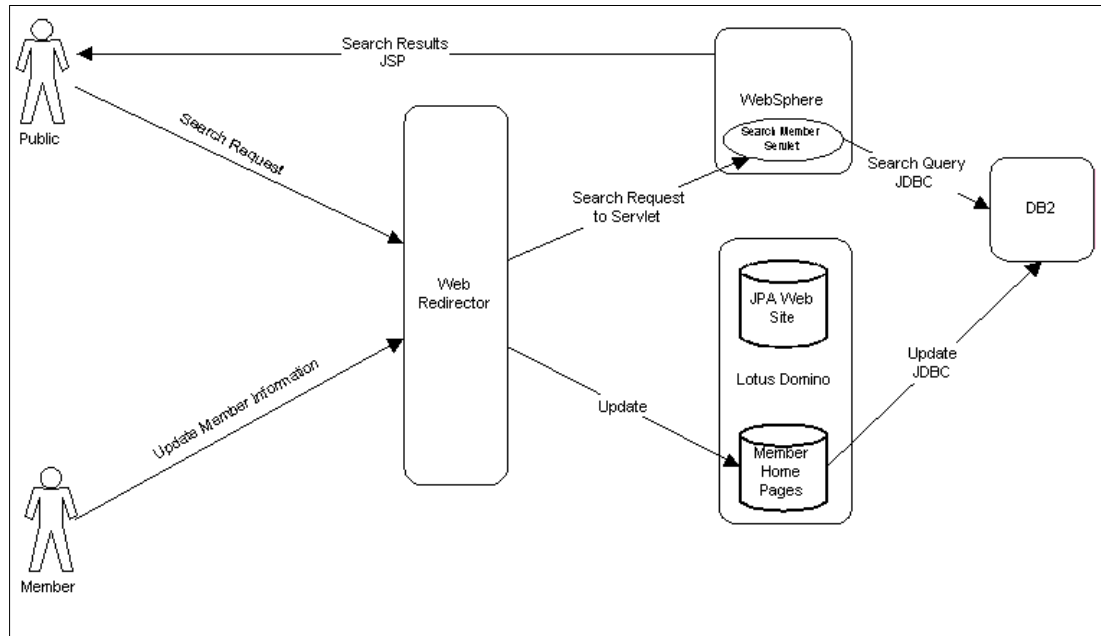 Search Results
JSP
Public
Search Request
WebSphere
Search Member
Servlet
Search Query
JDBC
Search Request
to Servlet
DB2
Web
Redirector
JPA Web
Site
Lotus Domino
Update
JDBC
Update Member Information
Update
Member
Home
Pages
Member